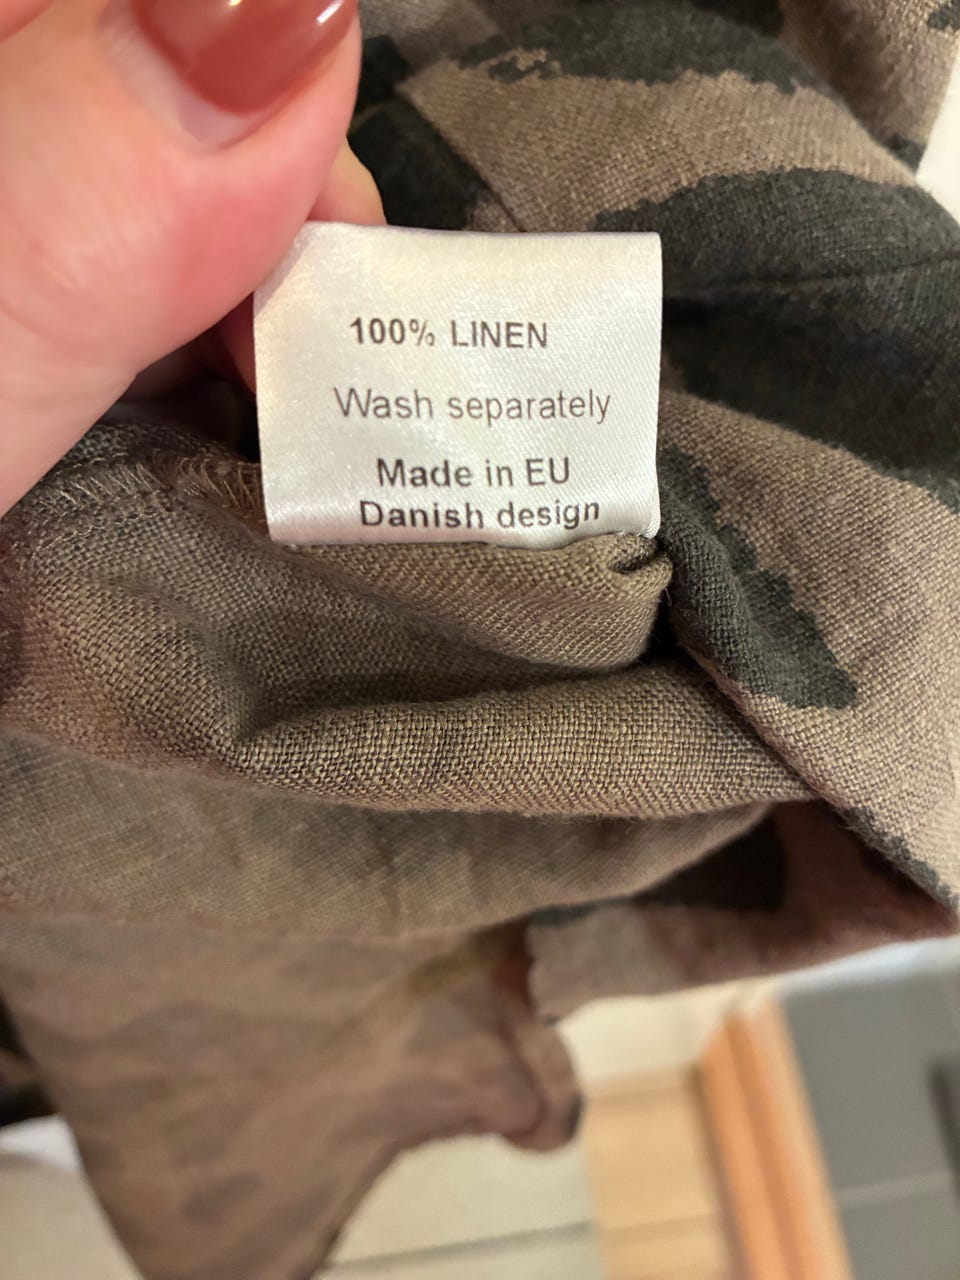 100% LINEN
Wash separately
Made in EU
Danish design